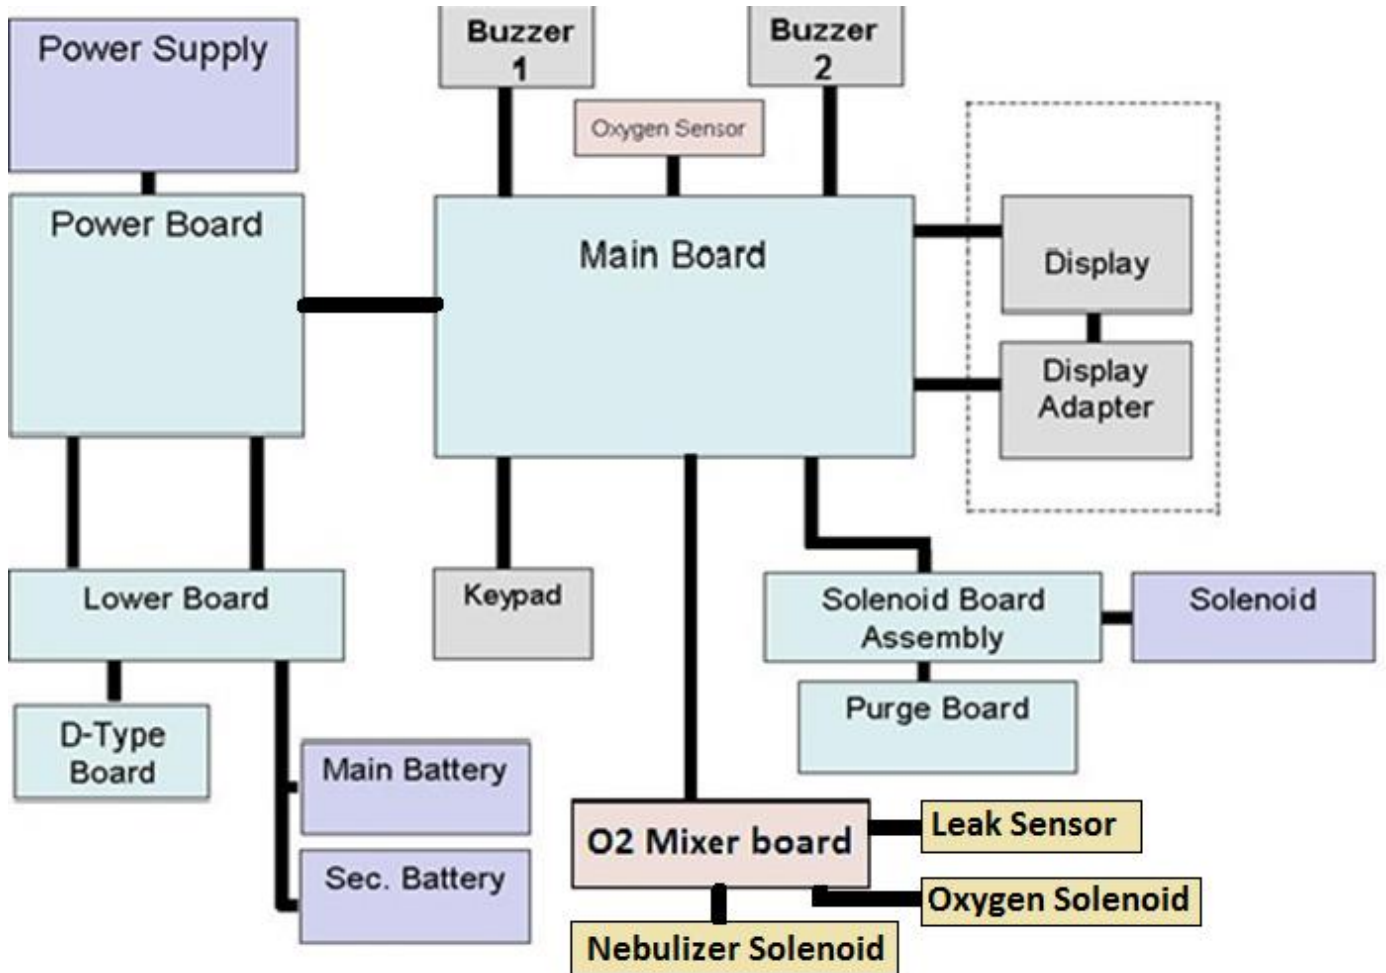 Power Supply
Buzzer
1
Buzzer
2
Oxygen Sensor
Power Board
Main Board
Display
Display
Adapter
Lower Board
Keypad
Solenoid Board
Assembly
Solenoid
Purge Board
D-Type
Board
Main Battery
Sec. Battery
O2 Mixer board
Leak Sensor
Oxygen Solenoid
Nebulizer Solenoid